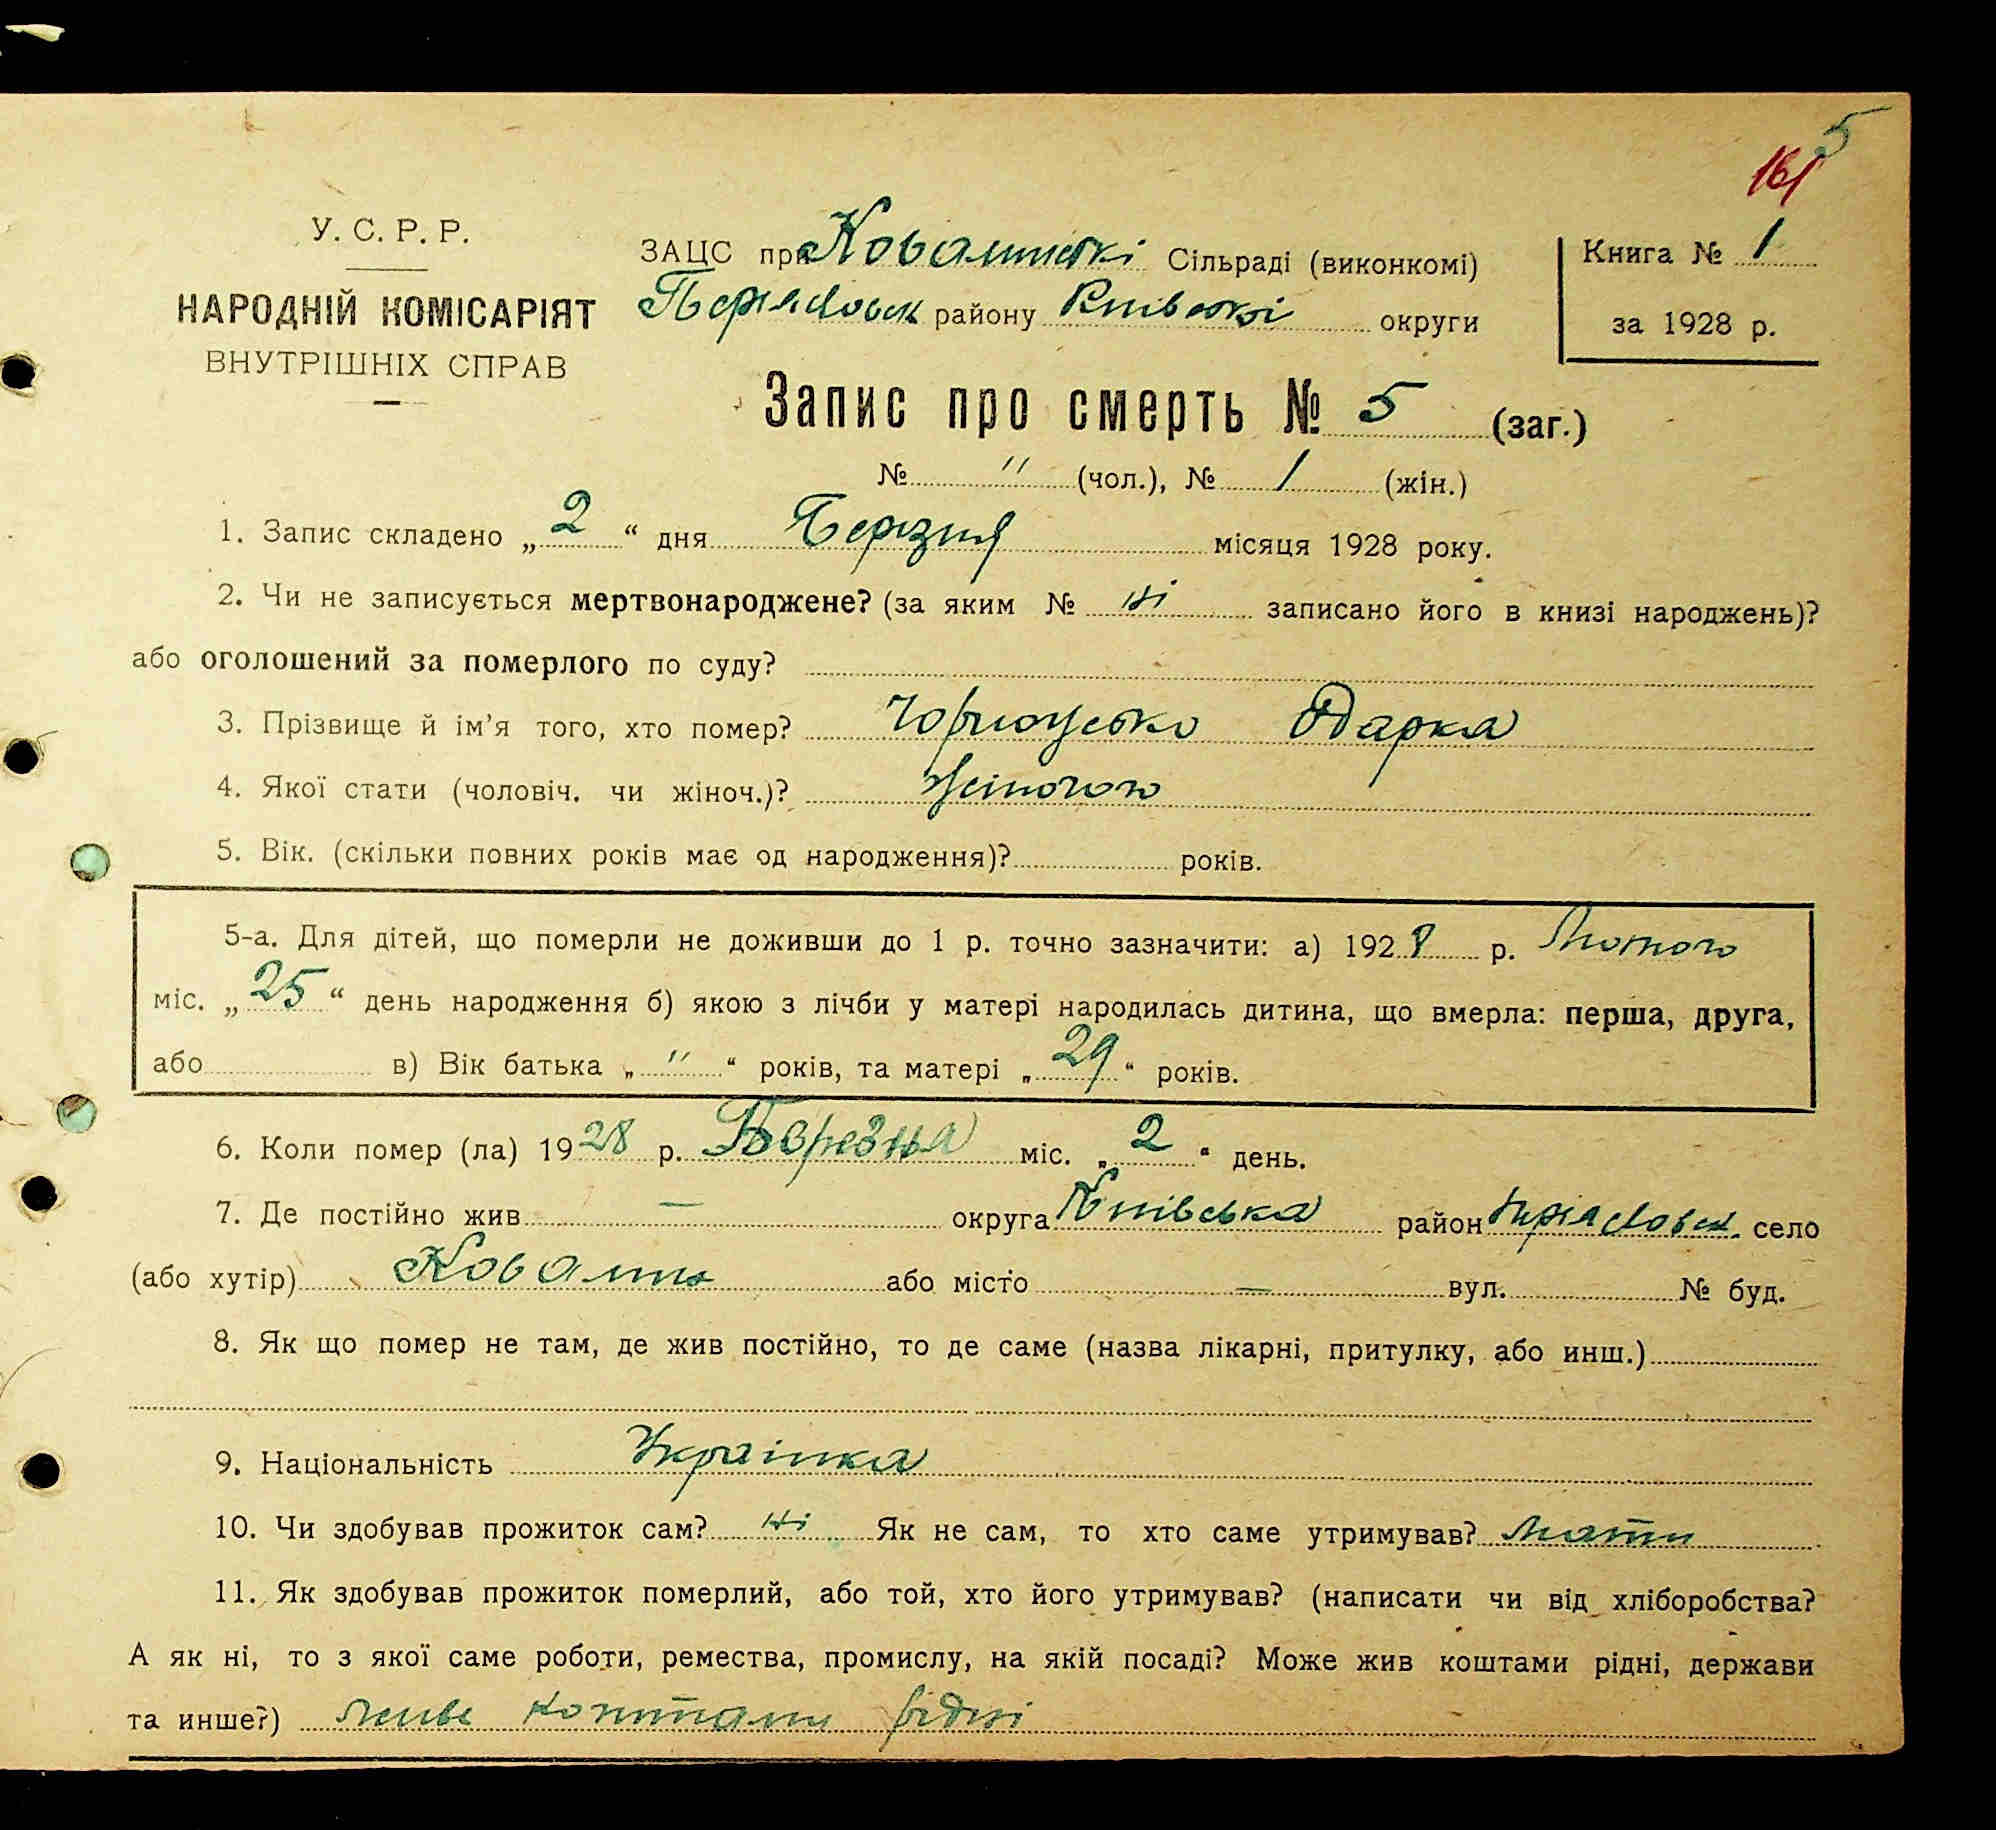 5
161
У. С. Р. Р.
НАРОДНІЙ КОМІСАРІЯТ
ВНУТРІШНІХ СПРАВ
ЗАЦС при Ковалинскі Сільраді (виконкомі)
Переясловськ району Київські округи
Книга № 1
за 1928 р.
Запис про смерть № 5 (заг.)
№ " (чол.), № 1 (жін.)
1. Запис складено „ 2 “ дня Березня місяця 1928 року.
2. Чи не записується мертвонароджене? (за яким № ні записано його в книзі народжень)?
або оголошений за померлого по суду?
3. Прізвище й ім’я того, хто помер? Одарка
4. Якої стати (чоловіч. чи жіноч.)? Жіночою
5. Вік. (скільки повних років має од народження)? років.
5-а. Для дітей, що померли не доживши до 1 р. точно зазначити: а) 1928 р. Лютого
міс. „ 25 “ день народження б) якою з лічби у матері народилась дитина, що вмерла: перша, друга,
або в) Вік батька „ " “ років, та матері „ 29 “ років.
6. Коли помер (ла) 1928 р. Березня міс. „ 2 “ день.
7. Де постійно жив — округа Київська район село
(або хутір) Ковалин або місто — вул. № буд.
8. Як що помер не там, де жив постійно, то де саме (назва лікарні, притулку, або инш.)
9. Національність Українка
10. Чи здобував прожиток сам? ні Як не сам, то хто саме утримував? Мати
11. Як здобував прожиток померлий, або той, хто його утримував? (написати чи від хліборобства?
А як ні, то з якої саме роботи, ремества, промислу, на якій посаді? Може жив коштами рідні, держави
та инше?) живе коштами рідні